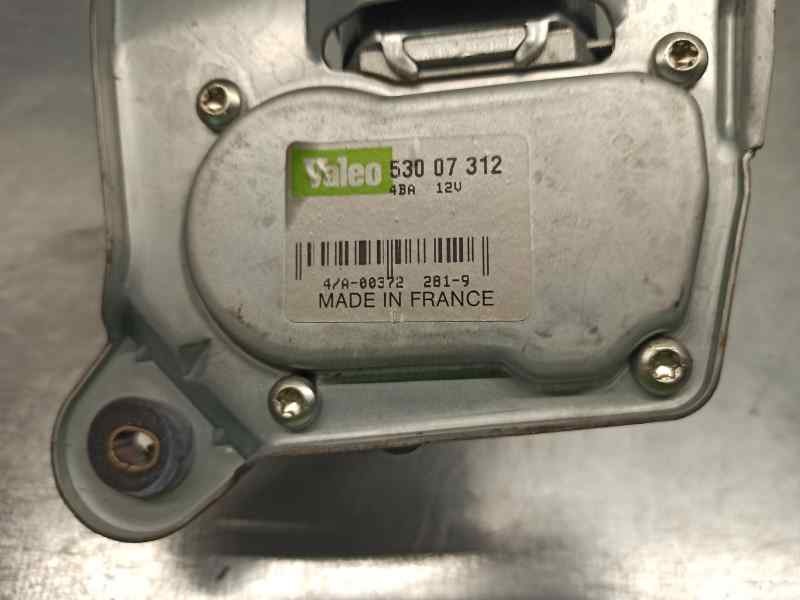 Valeo 530 07 312
4BA 12V
4/A-00372 281-9
MADE IN FRANCE